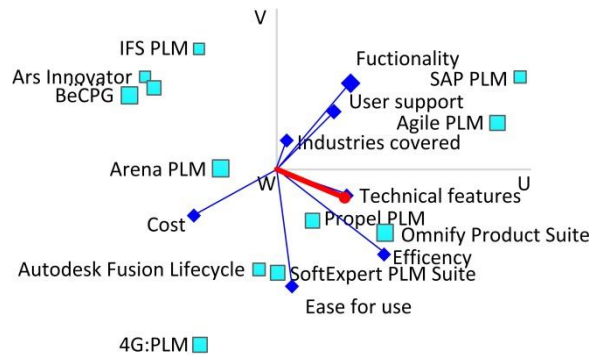 V
IFS PLM
Fuctionality
Ars Innovator
SAP PLM
BeCPG
User support
Agile PLM
Industries covered
Arena PLM
W
U
Technical features
Cost
Propel PLM
Omnify Product Suite
Efficency
Autodesk Fusion Lifecycle
SoftExpert PLM Suite
Ease for use
4G:PLM